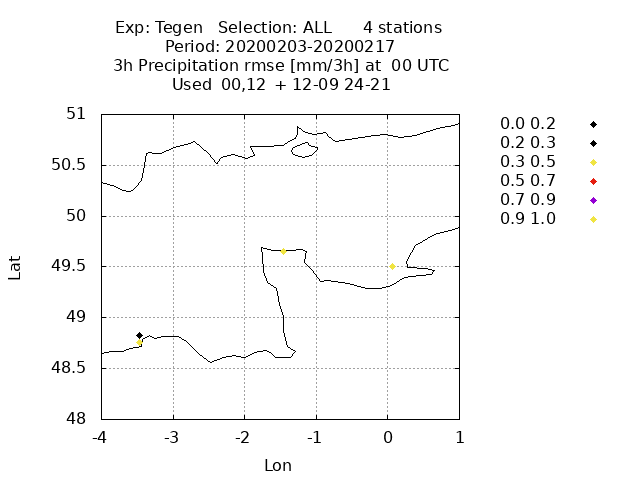 Exp: Tegen   Selection: ALL      4 stations
Period: 20200203-20200217
3h Precipitation rmse [mm/3h] at  00 UTC
Used  00,12  + 12-09 24-21
51
50.5
50
49.5
49
48.5
48
-4 -3 -2 -1 0 1
Lat
Lon
0.0 0.2
0.2 0.3
0.3 0.5
0.5 0.7
0.7 0.9
0.9 1.0